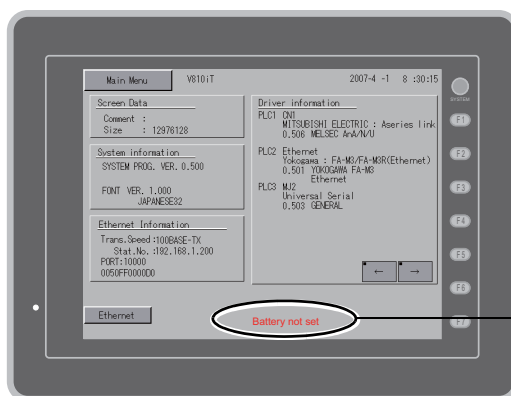 Main Menu
V810iT
2007-4 -1 8 :30:15
SYSTEM
Screen Data
Comment :
Size : 12976128
System information
SYSTEM PROG. VER. 0.500
FONT VER. 1.000
JAPANESE32
Ethernet Information
Trans.Speed :100BASE-TX
Stat.No. :192.168.1.200
PORT:10000
0050FF0000D0
Driver information
PLC1 CN1
MITSUBISHI ELECTRIC : Aseries link
0.506 MELSEC AnA/N/U
PLC2 Ethernet
Yokogawa : FA-M3/FA-M3R(Ethernet)
0.501 YOKOGAWA FA-M3
Ethernet
PLC3 MJ2
Universal Serial
0.503 GENERAL
← →
Ethernet
Battery not set
F1
F2
F3
F4
F5
F6
F7